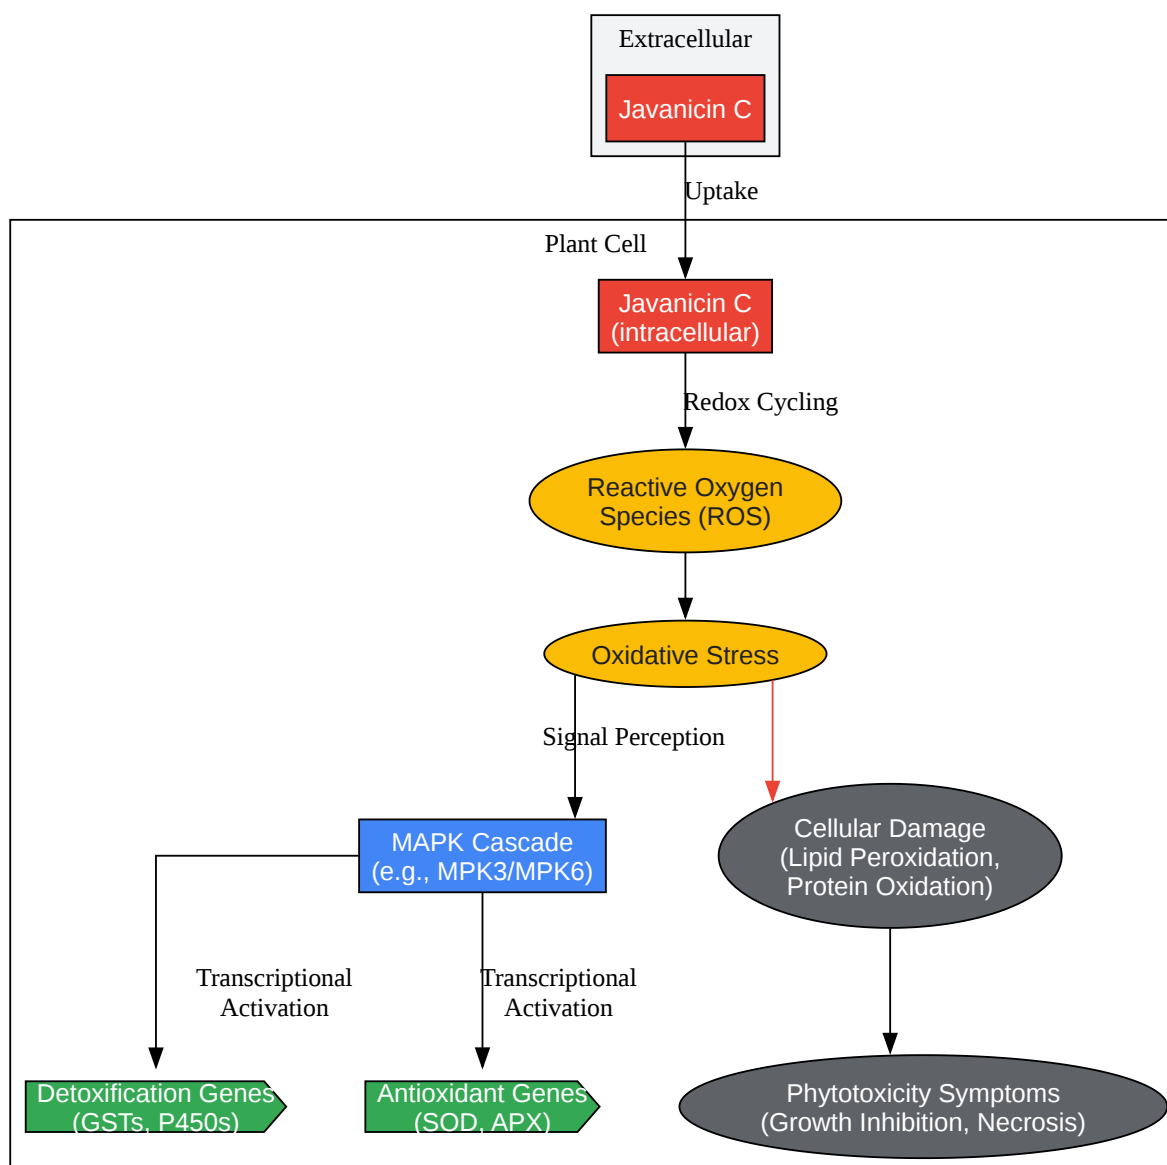 Extracellular
Javanicin C
Uptake
Plant Cell
Javanicin C
(intracellular)
Redox Cycling
Reactive Oxygen
Species (ROS)
Oxidative Stress
Signal Perception
MAPK Cascade
(e.g., MPK3/MPK6)
Cellular Damage
(Lipid Peroxidation,
Protein Oxidation)
Transcriptional
Activation
Transcriptional
Activation
Detoxification Genes
(GSTs, P450s)
Antioxidant Genes
(SOD, APX)
Phytotoxicity Symptoms
(Growth Inhibition, Necrosis)